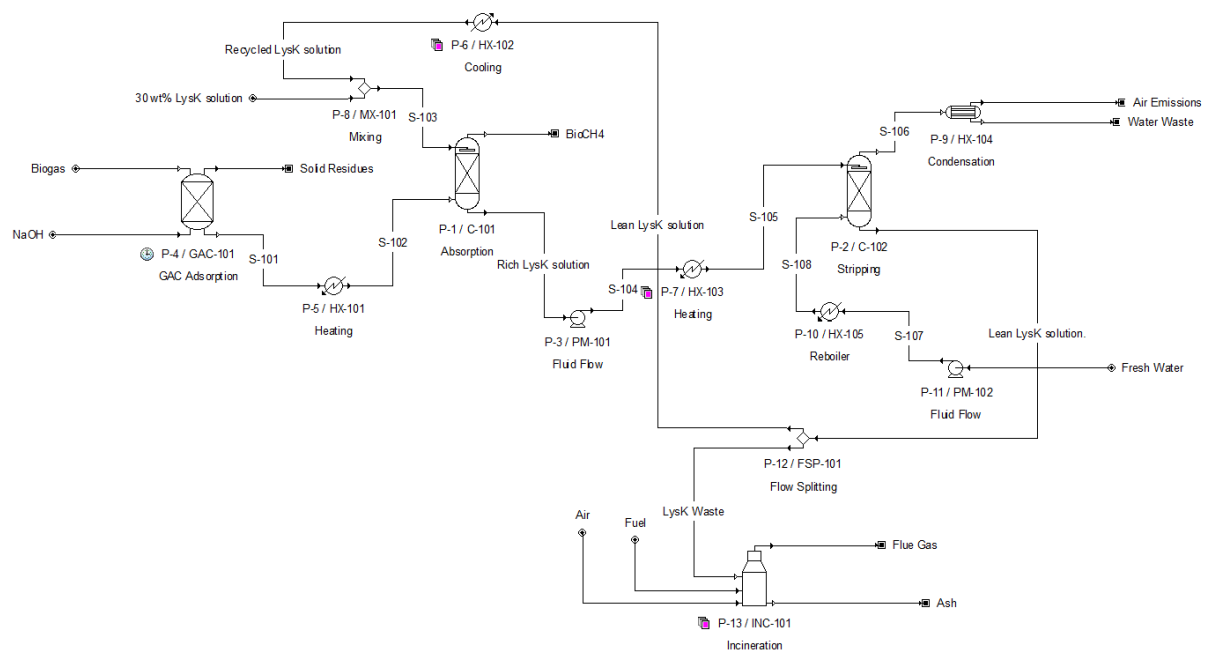 P-6 / HX-102
Cooling
Recycled LysK solution
30 wt% LysK solution
P-8 / MX-101
Mixing
S-103
BioCH4
Biogas
Solid Residues
NaOH
P-4 / GAC-101
GAC Adsorption
S-101
P-5 / HX-101
Heating
S-102
P-1 / C-101
Absorption
Rich LysK solution
P-3 / PM-101
Fluid Flow
S-104
Lean LysK solution
P-7 / HX-103
Heating
S-105
S-106
P-9 / HX-104
Condensation
Air Emissions
Water Waste
P-2 / C-102
Stripping
S-108
P-10 / HX-105
Reboiler
S-107
P-11 / PM-102
Fluid Flow
Lean LysK solution.
Fresh Water
P-12 / FSP-101
Flow Splitting
LysK Waste
Air
Fuel
Flue Gas
Ash
P-13 / INC-101
Incineration